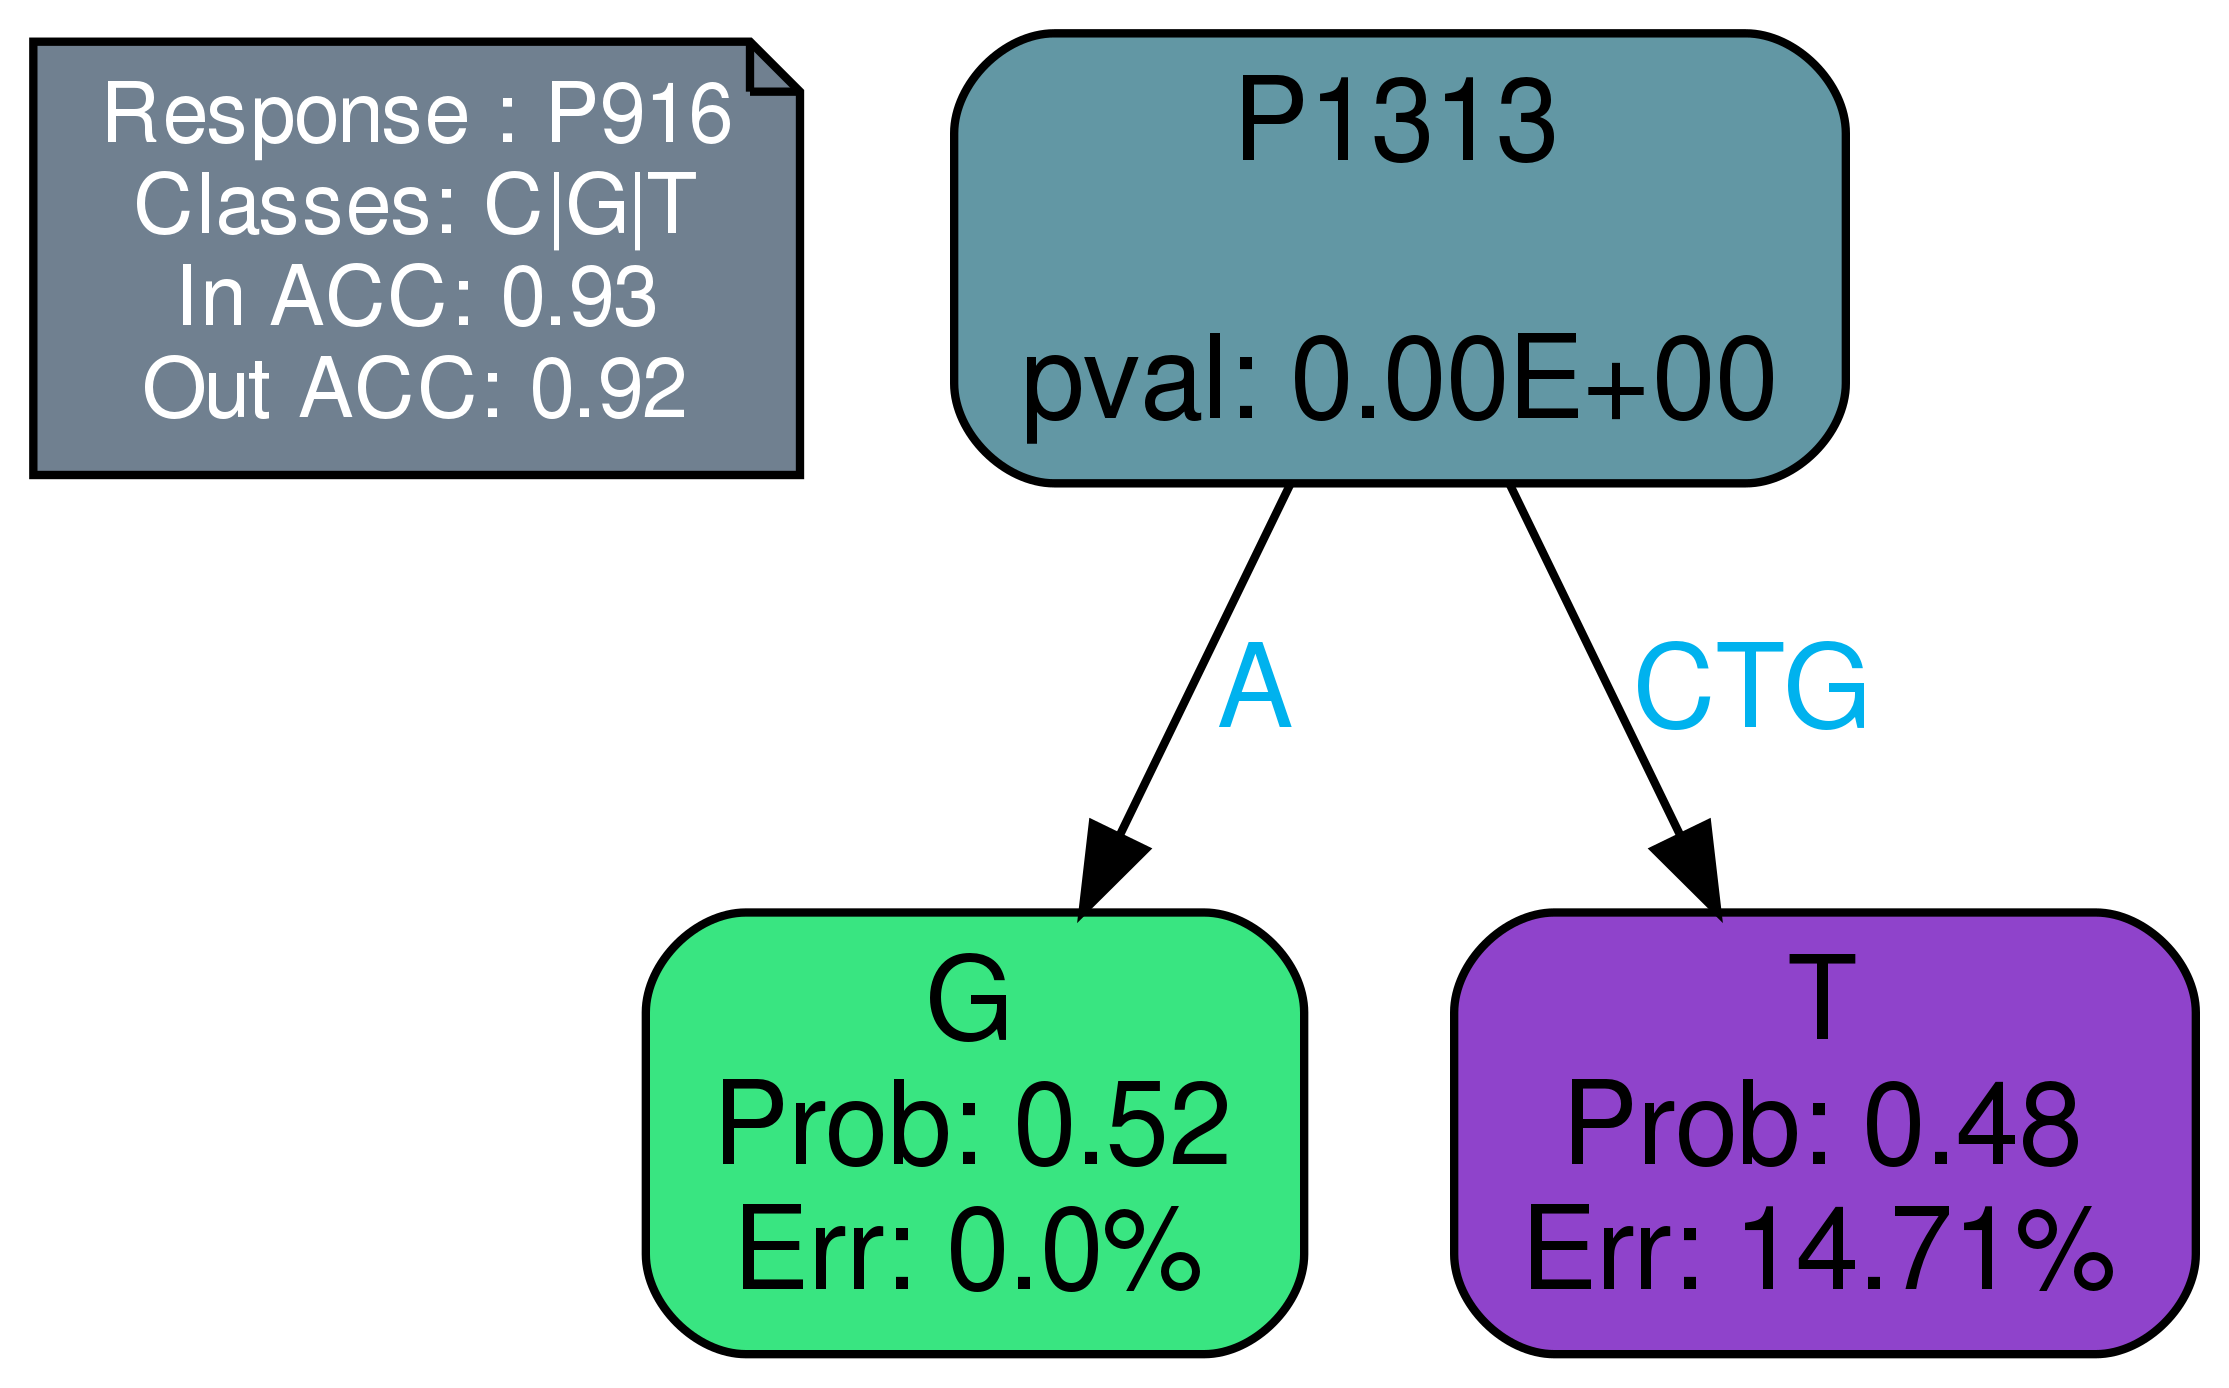 Response : P916
Classes: C|G|T
In ACC: 0.93
Out ACC: 0.92
P1313
pval: 0.00E+00
A
CTG
G
Prob: 0.52
Err: 0.0%
T
Prob: 0.48
Err: 14.71%